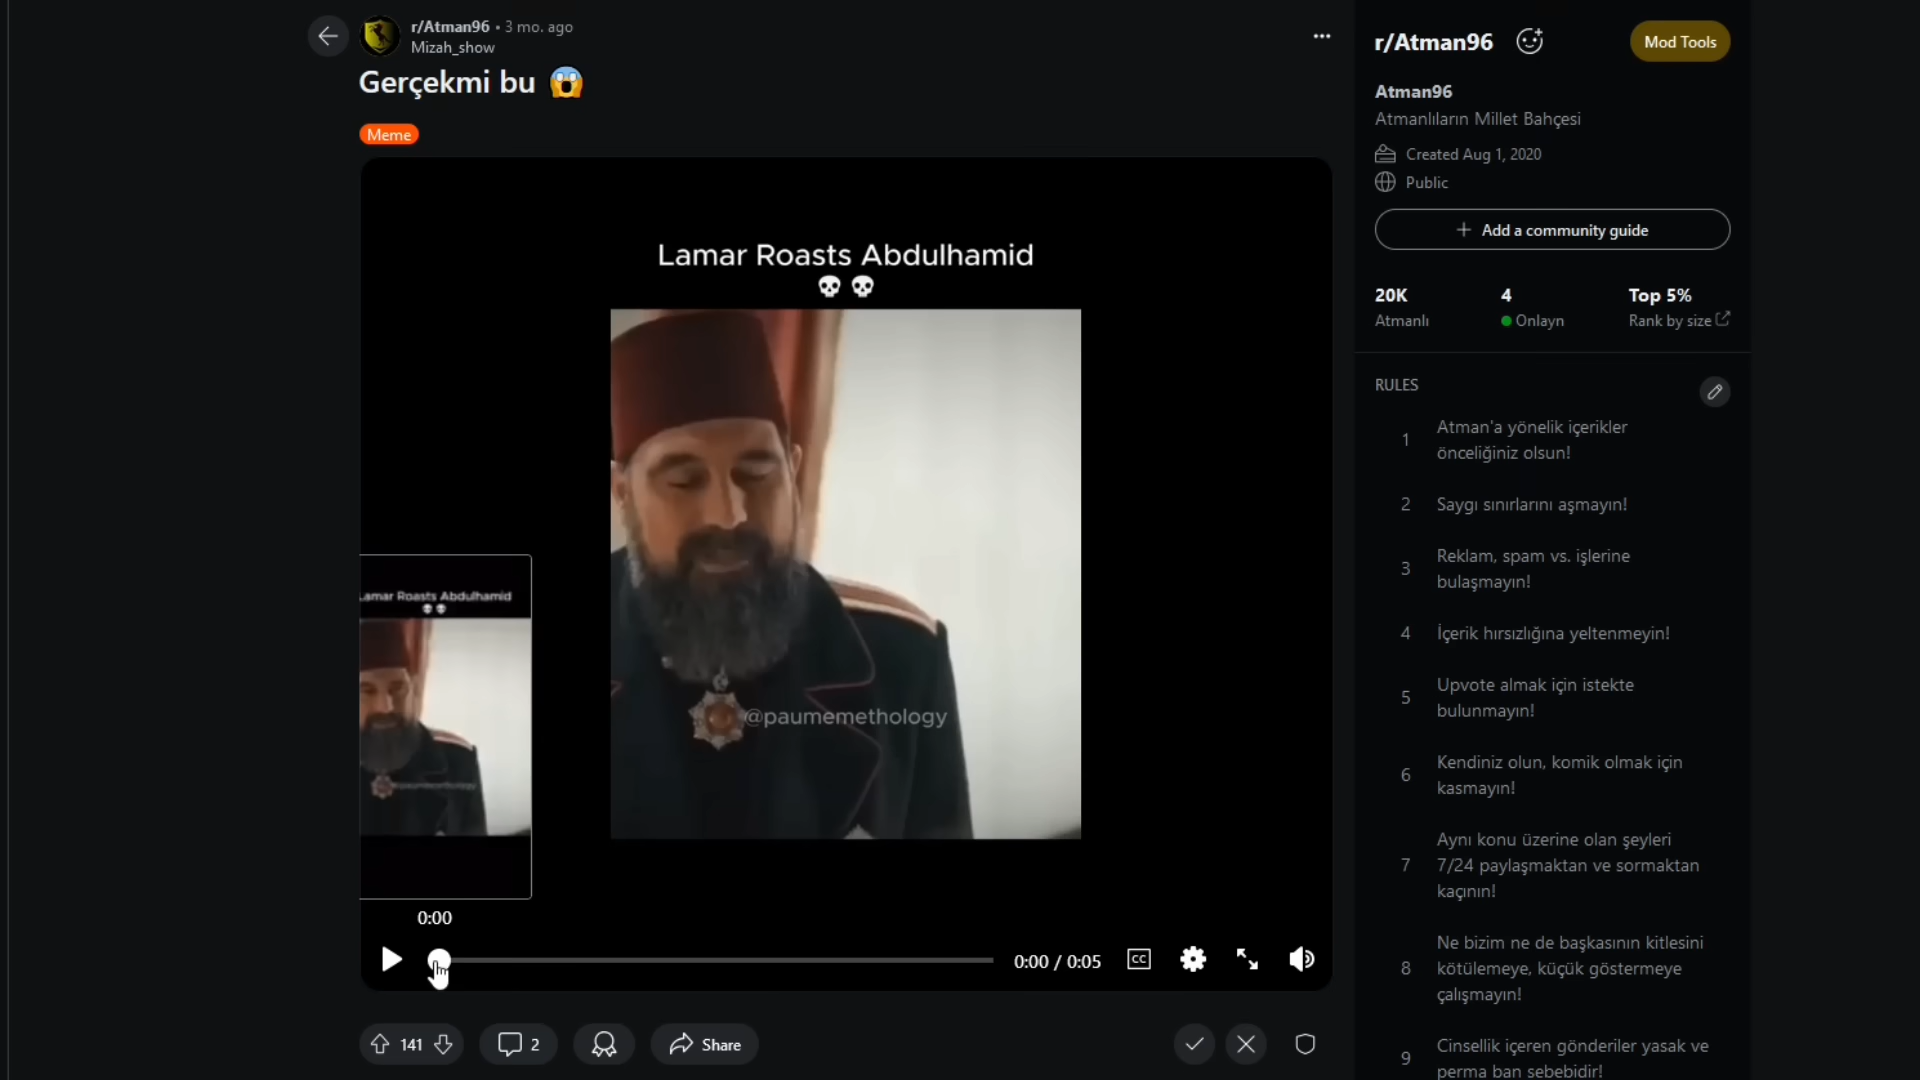 r/Atman96 • 3 mo. ago
Mizah_show
Gerçekmi bu 😱
Meme
Lamar Roasts Abdulhamid
💀💀
@paumemethology
Lamar Roasts Abdulhamid
💀💀
@paumemethology
0:00
0:00 / 0:05
CC
141
2
Share
r/Atman96
Mod Tools
Atman96
Atmanlıların Millet Bahçesi
Created Aug 1, 2020
Public
+ Add a community guide
20K
Atmanlı
4
Onlayn
Top 5%
Rank by size
RULES
1 Atman'a yönelik içerikler
önceliğiniz olsun!
2 Saygı sınırlarını aşmayın!
3 Reklam, spam vs. işlerine
bulaşmayın!
4 İçerik hırsızlığına yeltenmeyin!
5 Upvote almak için istekte
bulunmayın!
6 Kendiniz olun, komik olmak için
kasmayın!
7 Aynı konu üzerine olan şeyleri
7/24 paylaşmaktan ve sormaktan
kaçının!
8 Ne bizim ne de başkasının kitlesini
kötülemeye, küçük göstermeye
çalışmayın!
9 Cinsellik içeren gönderiler yasak ve
perma ban sebebidir!